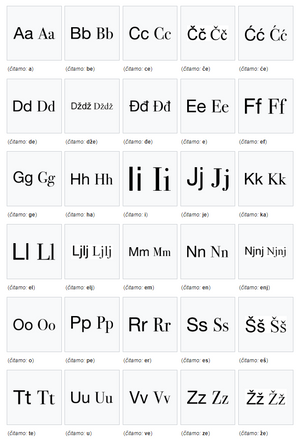 Aa Aa Bb Bb Cc Cc Čč Čč Ćć Ćć
(Čitamo: a) (Čitamo: be) (Čitamo: ce) (Čitamo: če) (Čitamo: će)
Dd Dd Dždž Dždž Đđ Đđ Ee Ee Ff Ff
(Čitamo: de) (Čitamo: dže) (Čitamo: đe) (Čitamo: e) (Čitamo: ef)
Gg Gg Hh Hh Ii Ii Jj Jj Kk Kk
(Čitamo: ge) (Čitamo: ha) (Čitamo: i) (Čitamo: je) (Čitamo: ka)
Ll Ll Ljlj Ljlj Mm Mm Nn Nn Njnj Njnj
(Čitamo: el) (Čitamo: elj) (Čitamo: em) (Čitamo: en) (Čitamo: enj)
Oo Oo Pp Pp Rr Rr Ss Ss Šš Šš
(Čitamo: o) (Čitamo: pe) (Čitamo: er) (Čitamo: es) (Čitamo: eš)
Tt Tt Uu Uu Vv Vv Zz Zz Žž Žž
(Čitamo: te) (Čitamo: u) (Čitamo: ve) (Čitamo: ze) (Čitamo: že)